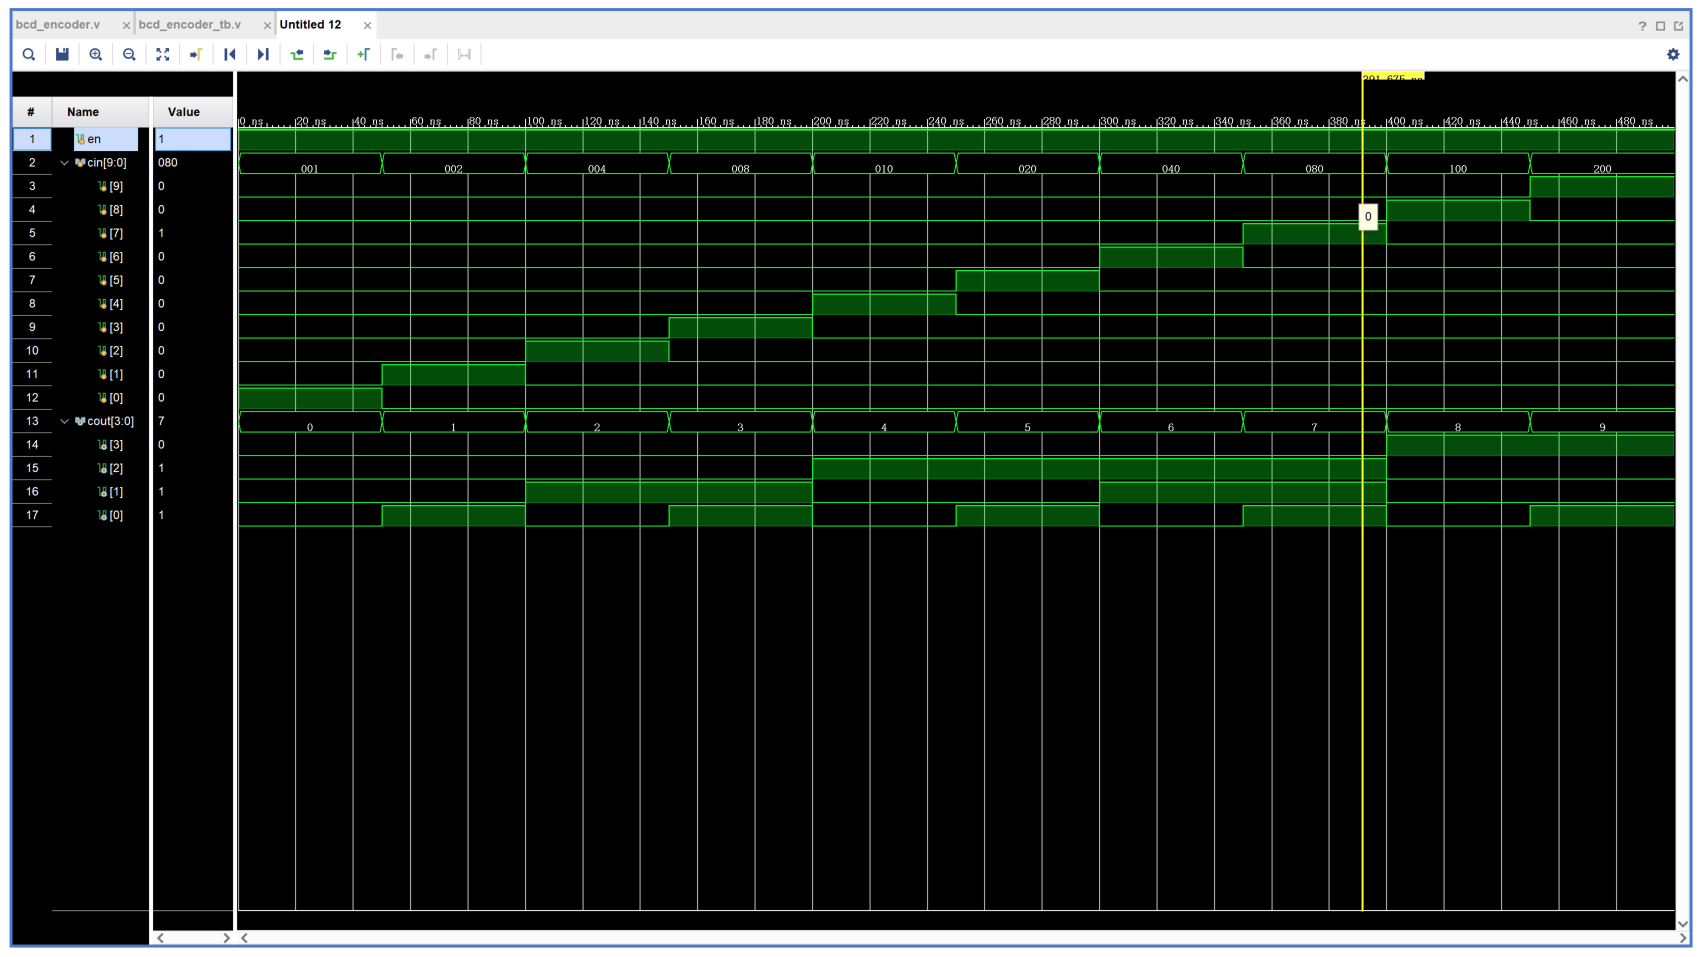 bcd_encoder.v × bcd_encoder_tb.v × Untitled 12 ×
?
391.675 ns
# Name Value
0 ns 20 ns 40 ns 60 ns 80 ns 100 ns 120 ns 140 ns 160 ns 180 ns 200 ns 220 ns 240 ns 260 ns 280 ns 300 ns 320 ns 340 ns 360 ns 380 ns 400 ns 420 ns 440 ns 460 ns 480 ns
1 en 1
2 cin[9:0] 080 001 002 004 008 010 020 040 080 100 200
3 [9] 0
4 [8] 0
0
5 [7] 1
6 [6] 0
7 [5] 0
8 [4] 0
9 [3] 0
10 [2] 0
11 [1] 0
12 [0] 0
13 cout[3:0] 7 0 1 2 3 4 5 6 7 8 9
14 [3] 0
15 [2] 1
16 [1] 1
17 [0] 1